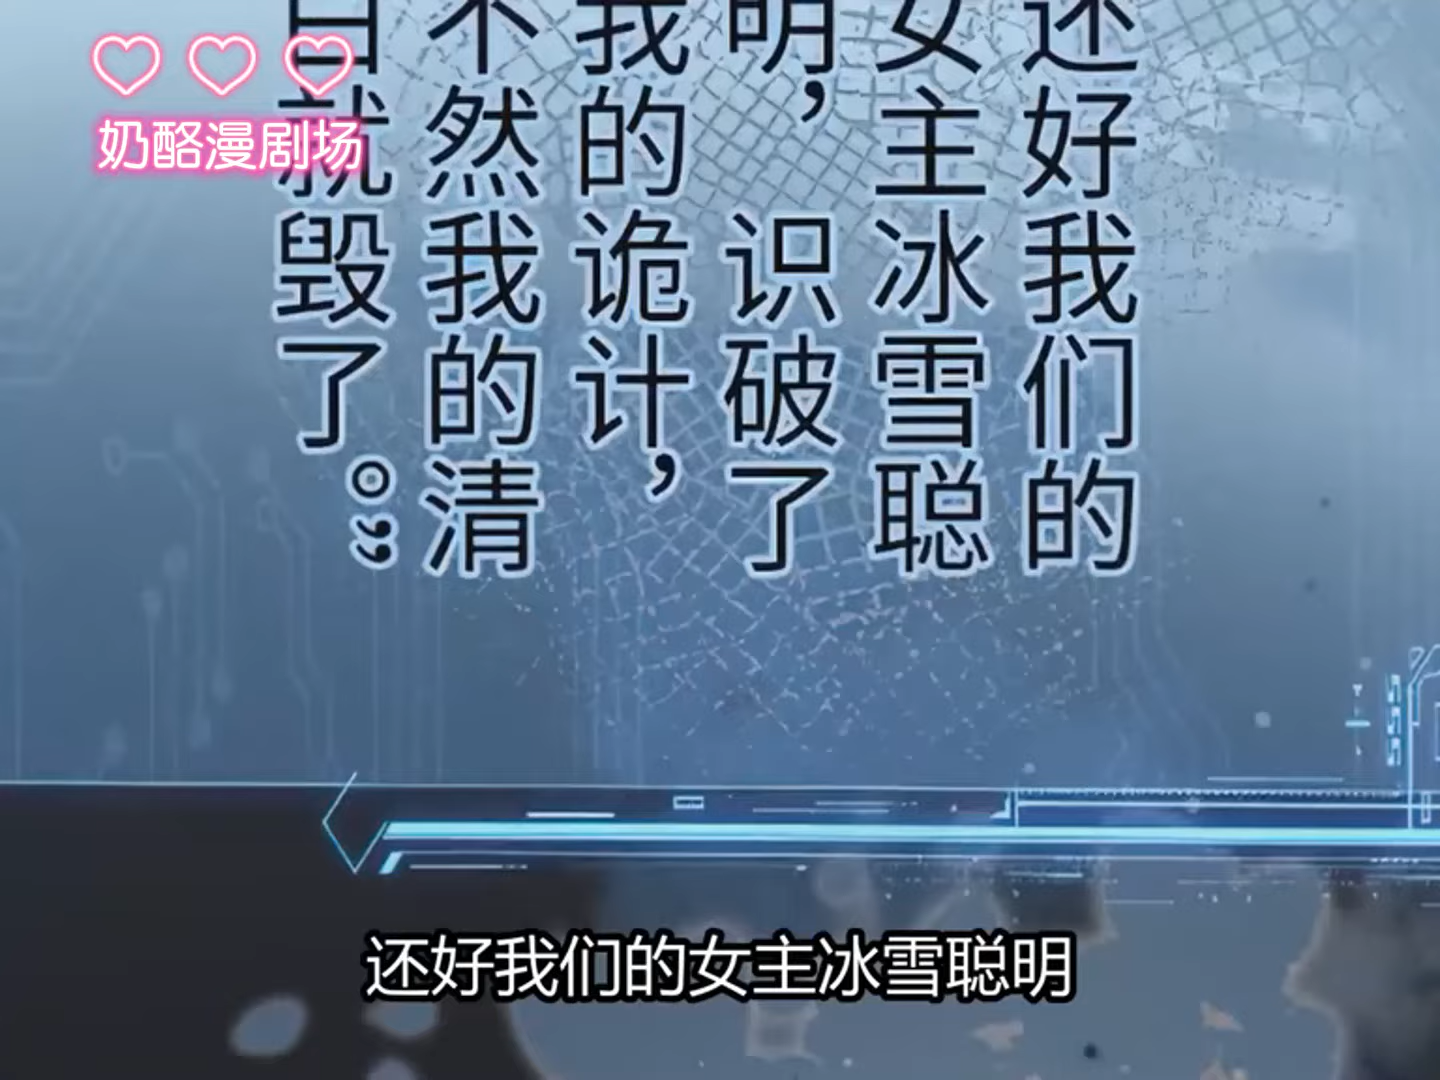 奶酪漫剧场
还好我们的
女主冰雪聪
明，识破了
我的诡计，
不然我的清
白就毁了。”
还好我们的女主冰雪聪明